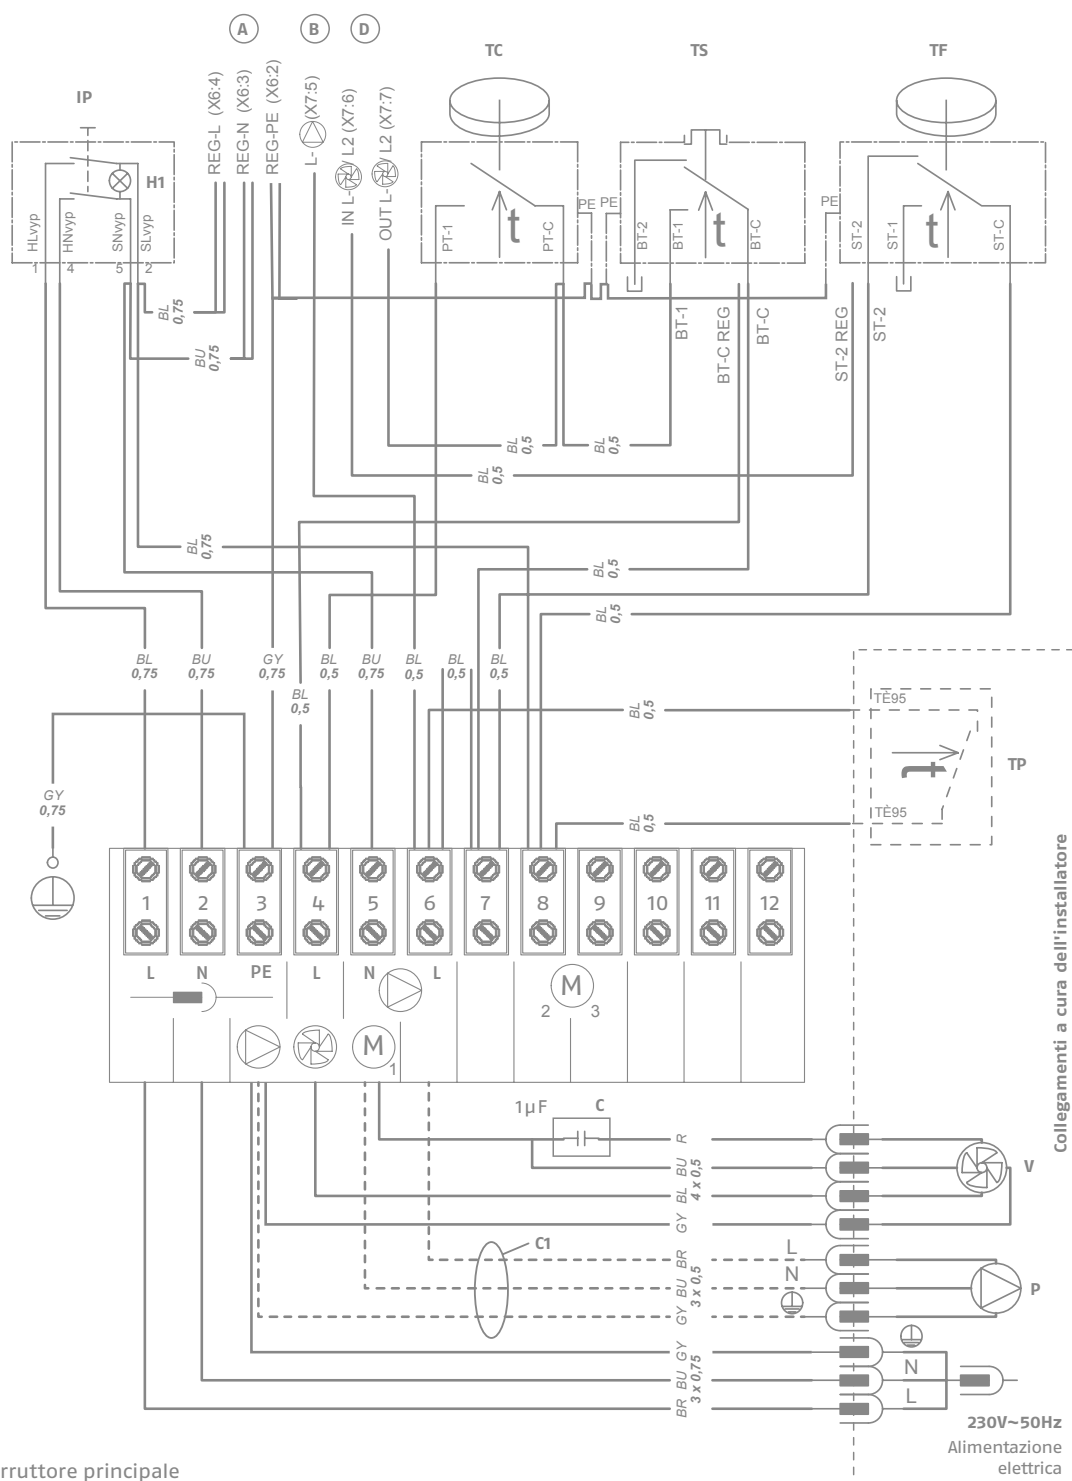 A
B
D
TC
TS
TF
IP
REG-L (X6:4)
REG-N (X6:3)
REG-PE (X6:2)
L- (X7:5)
IN L- L2 (X7:6)
OUT L- L2 (X7:7)
H1
HLvyp
HNvyp
SNvyp
SLvyp
1
4
5
2
PT-1
t
PT-C
PE
PE
BT-2
BT-1
t
BT-C
PE
ST-2
ST-1
t
ST-C
BL
0,75
BU
0,75
BT-1
BT-C REG
BT-C
ST-2 REG
ST-2
BL
0,5
BL
0,5
BL
0,5
BL
0,75
BL
0,5
BL
0,5
BL
0,75
BU
0,75
GY
0,75
BL
0,5
BL
0,5
BU
0,75
BL
0,5
BL
0,5
BL
0,5
BL
0,5
TÈ95
t
TP
TÈ95
BL
0,5
GY
0,75
Collegamenti a cura dell'installatore
1
2
3
4
5
6
7
8
9
10
11
12
L
N
PE
L
N
L
M
2
3
M
1
1µF
C
R
BU
BL
GY
4 x 0,5
V
C1
BR
BU
GY
3 x 0,5
L
N
P
GY
BU
BR
3 x 0,75
N
L
230V~50Hz
Alimentazione
elettrica
rruttore principale